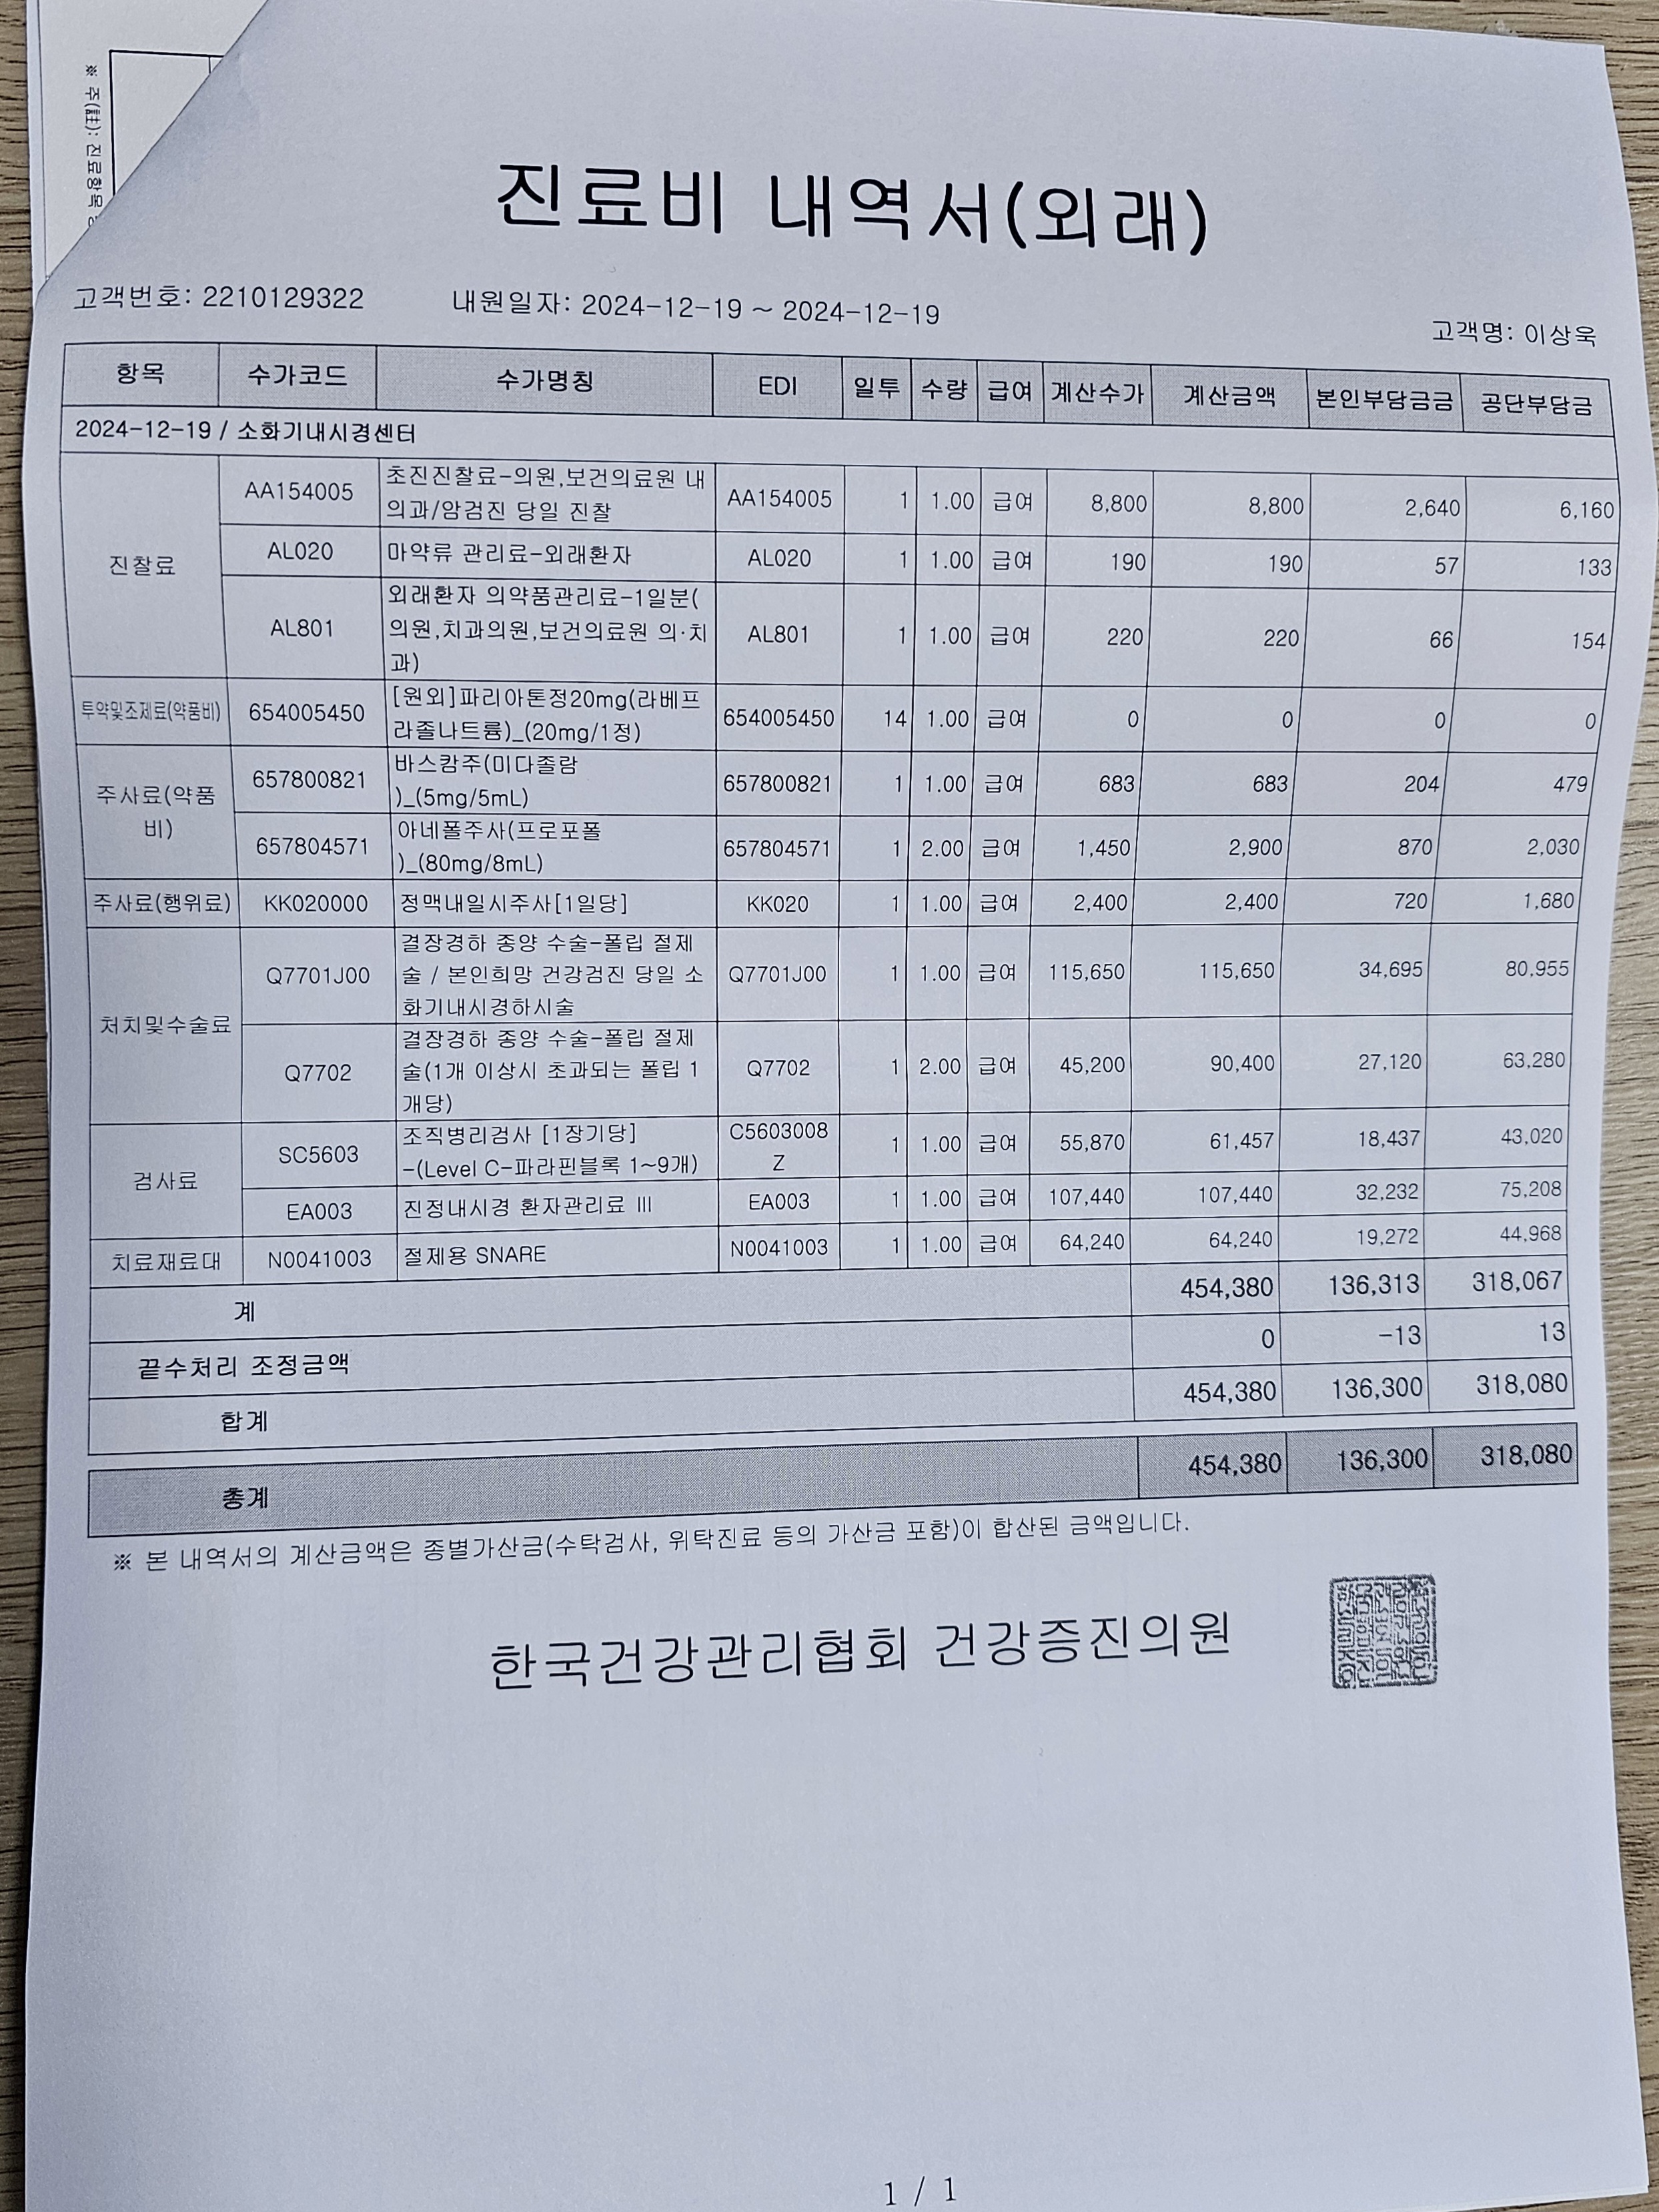 ※ 주(註): 진료항목
진료비 내역서(외래)
고객번호: 2210129322 내원일자: 2024-12-19 ~ 2024-12-19 고객명: 이상욱
항목 수가코드 수가명칭 EDI 일투 수량 급여 계산수가 계산금액 본인부담금금 공단부담금
2024-12-19 / 소화기내시경센터
진찰료
AA154005 초진진찰료-의원,보건의료원 내
의과/암검진 당일 진찰 AA154005 1 1.00 급여 8,800 8,800 2,640 6,160
AL020 마약류 관리료-외래환자 AL020 1 1.00 급여 190 190 57 133
AL801 외래환자 의약품관리료-1일분(
의원,치과의원,보건의료원 의·치
과) AL801 1 1.00 급여 220 220 66 154
투약및조제료(약품비) 654005450 [원외]파리아톤정20mg(라베프
라졸나트륨)_(20mg/1정) 654005450 14 1.00 급여 0 0 0 0
주사료(약품
비)
657800821 바스캄주(미다졸람
)_(5mg/5mL) 657800821 1 1.00 급여 683 683 204 479
657804571 아네폴주사(프로포폴
)_(80mg/8mL) 657804571 1 2.00 급여 1,450 2,900 870 2,030
주사료(행위료) KK020000 정맥내일시주사[1일당] KK020 1 1.00 급여 2,400 2,400 720 1,680
처치및수술료
Q7701J00 결장경하 종양 수술-폴립 절제
술 / 본인희망 건강검진 당일 소
화기내시경하시술 Q7701J00 1 1.00 급여 115,650 115,650 34,695 80,955
Q7702 결장경하 종양 수술-폴립 절제
술(1개 이상시 초과되는 폴립 1
개당) Q7702 1 2.00 급여 45,200 90,400 27,120 63,280
검사료
SC5603 조직병리검사 [1장기당]
-(Level C-파라핀블록 1~9개) C5603008
Z 1 1.00 급여 55,870 61,457 18,437 43,020
EA003 진정내시경 환자관리료 III EA003 1 1.00 급여 107,440 107,440 32,232 75,208
치료재료대 N0041003 절제용 SNARE N0041003 1 1.00 급여 64,240 64,240 19,272 44,968
계 454,380 136,313 318,067
끝수처리 조정금액 0 -13 13
합계 454,380 136,300 318,080
총계 454,380 136,300 318,080
※ 본 내역서의 계산금액은 종별가산금(수탁검사, 위탁진료 등의 가산금 포함)이 합산된 금액입니다.
한국건강관리협회 건강증진의원
1 / 1